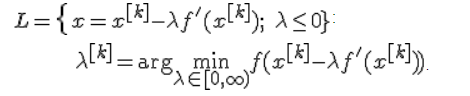 L = { x = x^{[k]} − λf′(x^{[k]}); λ ≤ 0}
λ^{[k]} = arg min_{λ∈[0,∞)} f(x^{[k]} − λf′(x^{[k]})).